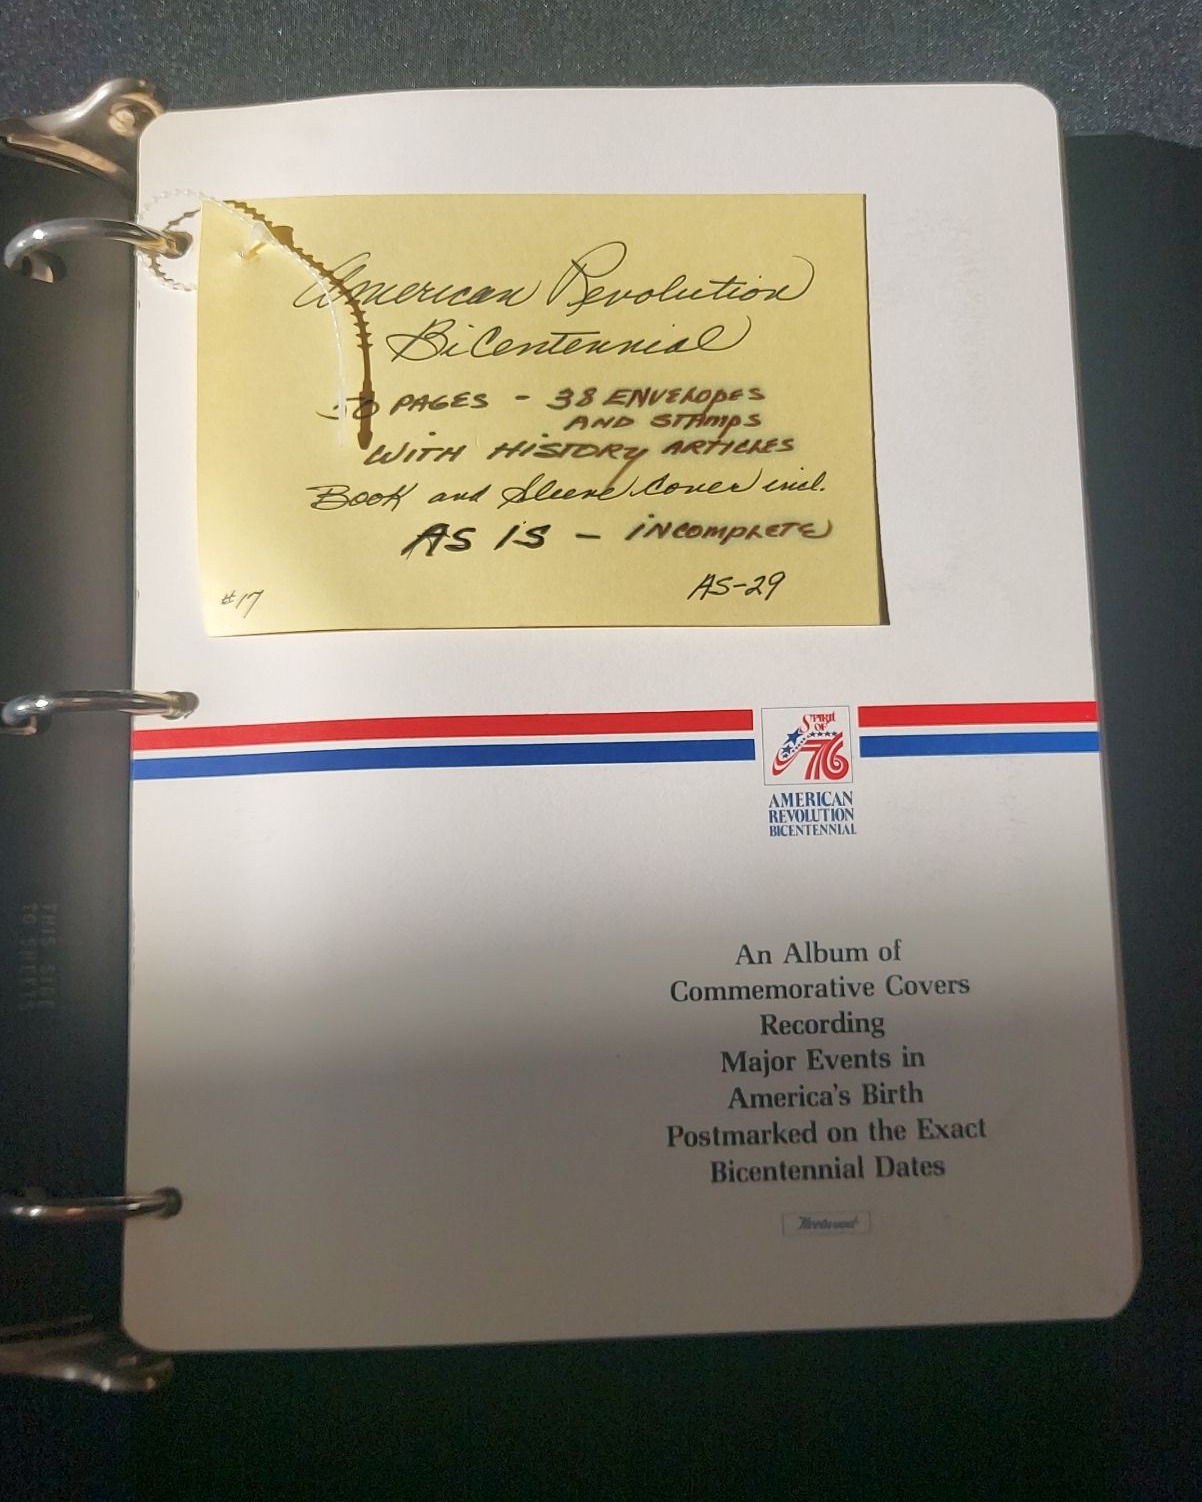 American Revolution
BiCentennial
50 PAGES - 38 ENVELOPES
AND STAMPS
WITH HISTORY ARTICLES
Book and Sleeve Cover incl.
AS IS - INCOMPLETE
AS-29
#17
SPIRIT
OF
76
AMERICAN
REVOLUTION
BICENTENNIAL
An Album of
Commemorative Covers
Recording
Major Events in
America's Birth
Postmarked on the Exact
Bicentennial Dates
Fleetwood